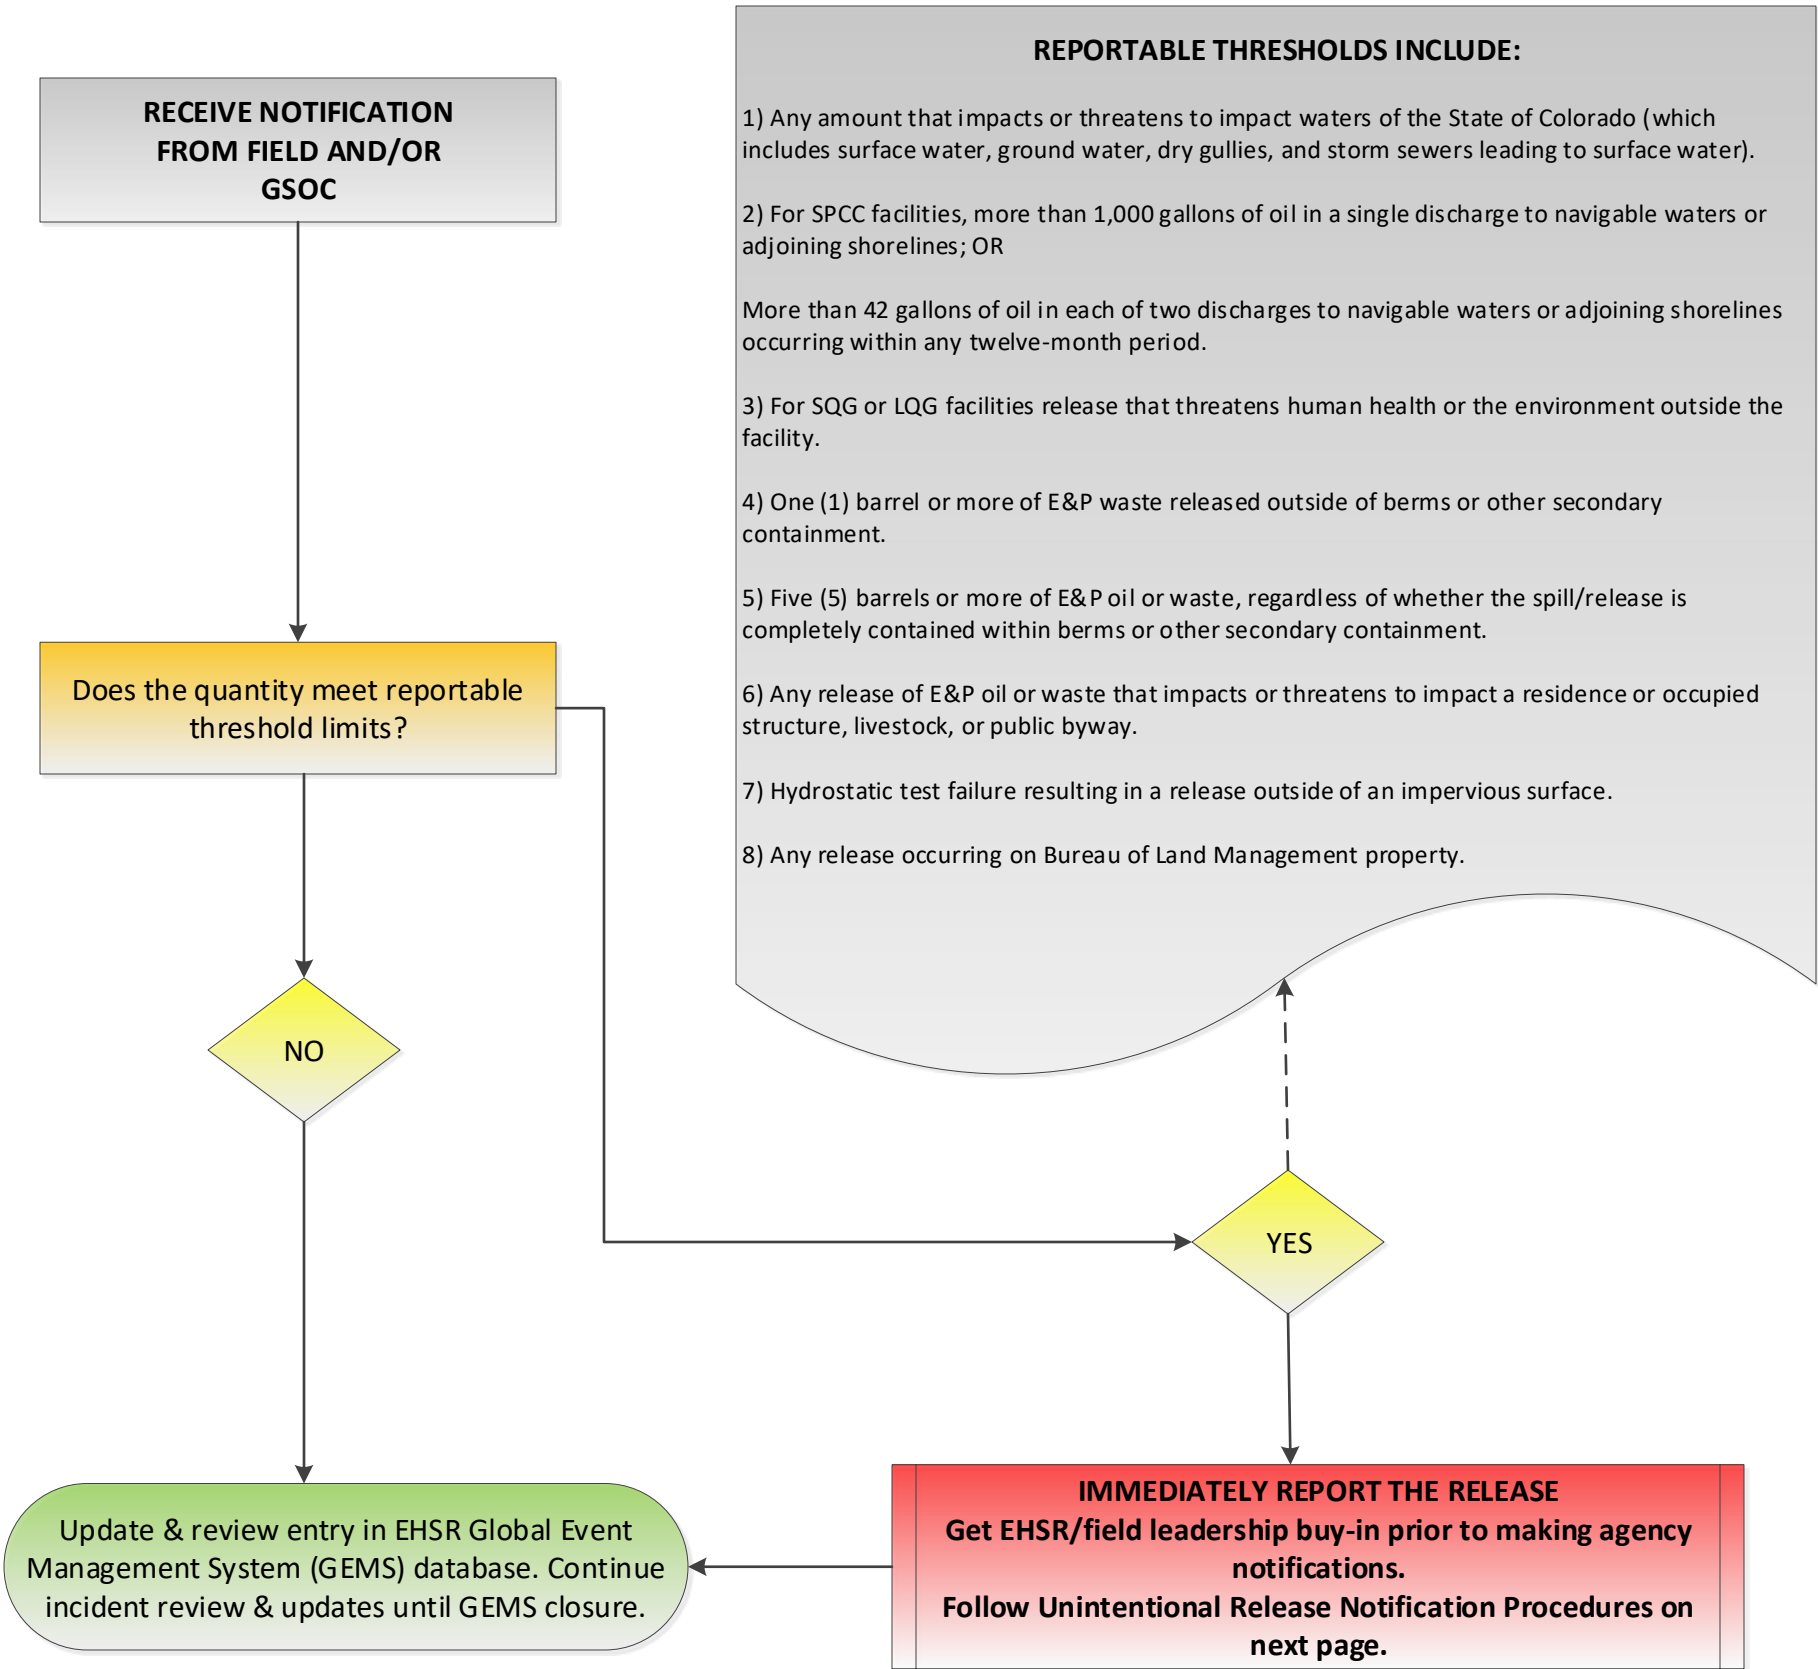 RECEIVE NOTIFICATION
FROM FIELD AND/OR
GSOC
REPORTABLE THRESHOLDS INCLUDE:
1) Any amount that impacts or threatens to impact waters of the State of Colorado (which
includes surface water, ground water, dry gullies, and storm sewers leading to surface water).
2) For SPCC facilities, more than 1,000 gallons of oil in a single discharge to navigable waters or
adjoining shorelines; OR
More than 42 gallons of oil in each of two discharges to navigable waters or adjoining shorelines
occurring within any twelve-month period.
3) For SQG or LQG facilities release that threatens human health or the environment outside the
facility.
4) One (1) barrel or more of E&P waste released outside of berms or other secondary
containment.
5) Five (5) barrels or more of E&P oil or waste, regardless of whether the spill/release is
completely contained within berms or other secondary containment.
6) Any release of E&P oil or waste that impacts or threatens to impact a residence or occupied
structure, livestock, or public byway.
7) Hydrostatic test failure resulting in a release outside of an impervious surface.
8) Any release occurring on Bureau of Land Management property.
Does the quantity meet reportable
threshold limits?
NO
YES
IMMEDIATELY REPORT THE RELEASE
Get EHSR/field leadership buy-in prior to making agency
notifications.
Follow Unintentional Release Notification Procedures on
next page.
Update & review entry in EHSR Global Event
Management System (GEMS) database. Continue
incident review & updates until GEMS closure.